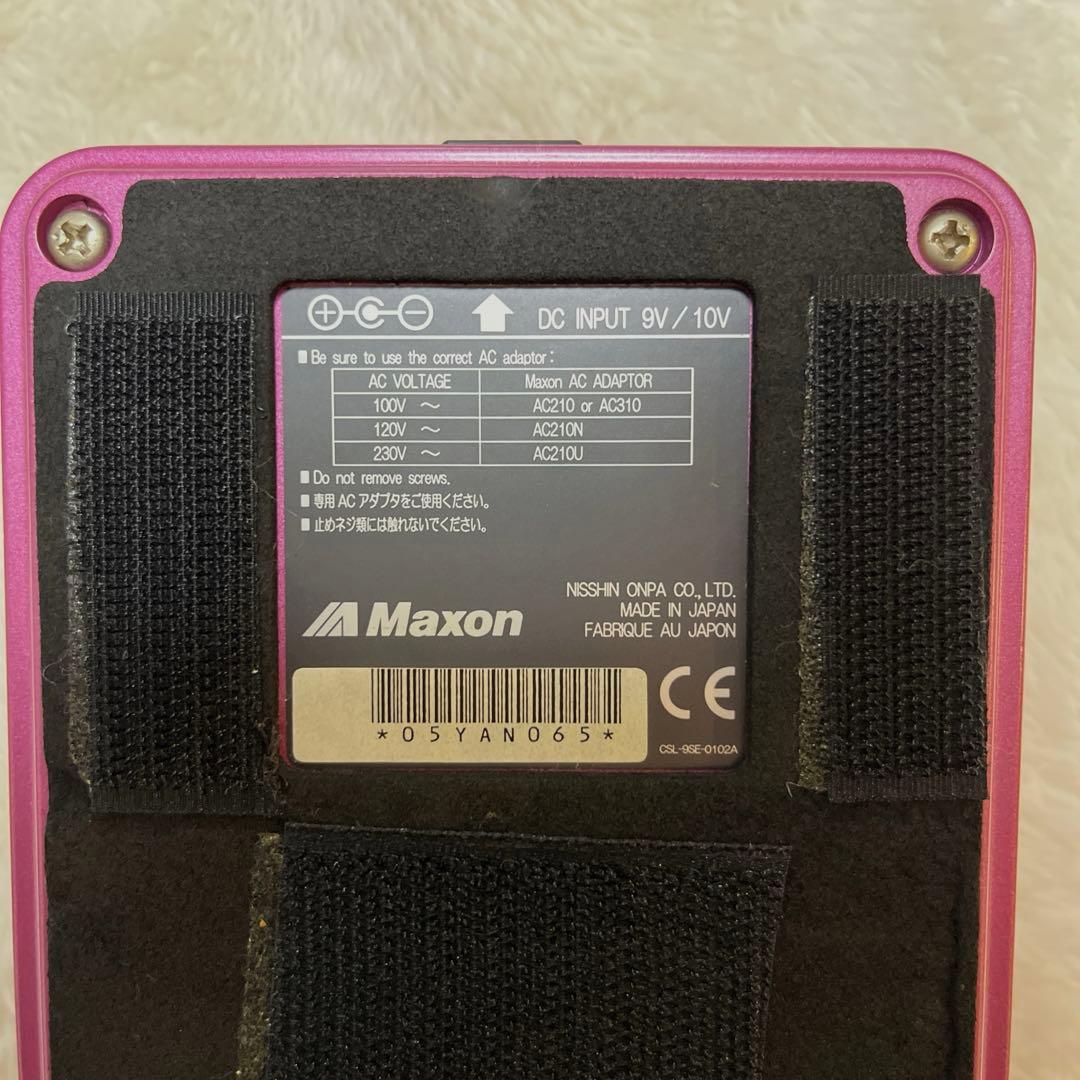 DC INPUT 9V / 10V
■ Be sure to use the correct AC adaptor:
AC VOLTAGE Maxon AC ADAPTOR
100V ～ AC210 or AC310
120V ～ AC210N
230V ～ AC210U
■ Do not remove screws.
■ 専用 AC アダプタをご使用ください。
■ 止めネジ類には触れないでください。
NISSHIN ONPA CO., LTD.
MADE IN JAPAN
FABRIQUE AU JAPON
Maxon
CE
*05YAN065*
CSL-9SE-0102A